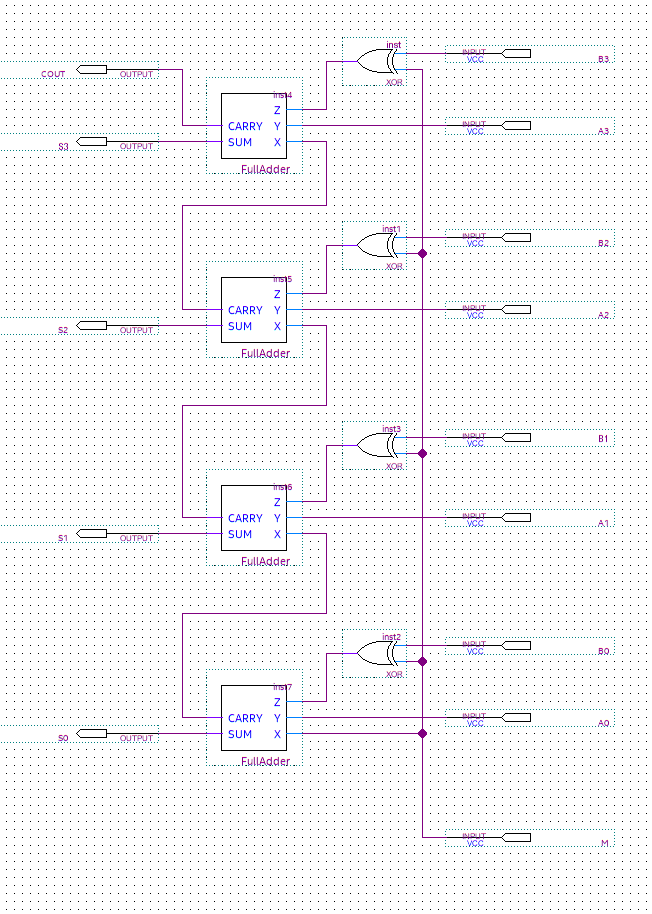 inst
INPUT
VCC
B3
COUT
OUTPUT
XOR
inst4
Z
CARRY
Y
INPUT
VCC
A3
SUM
X
S3
OUTPUT
FullAdder
inst1
INPUT
VCC
B2
XOR
inst5
Z
CARRY
Y
INPUT
VCC
A2
SUM
X
S2
OUTPUT
FullAdder
inst3
INPUT
VCC
B1
XOR
inst6
Z
CARRY
Y
INPUT
VCC
A1
SUM
X
S1
OUTPUT
FullAdder
inst2
INPUT
VCC
B0
XOR
inst7
Z
CARRY
Y
INPUT
VCC
A0
SUM
X
S0
OUTPUT
FullAdder
INPUT
VCC
M